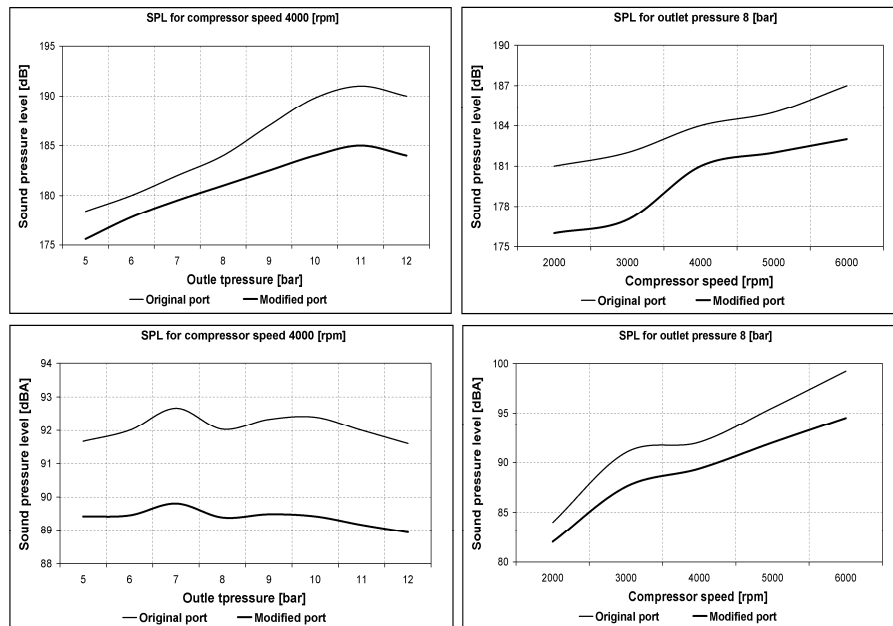 SPL for compressor speed 4000 [rpm]
Sound pressure level [dB]
195
190
185
180
175
5 6 7 8 9 10 11 12
Outle tpressure [bar]
Original port Modified port
SPL for outlet pressure 8 [bar]
Sound pressure level [dB]
190
187
184
181
178
175
2000 3000 4000 5000 6000
Compressor speed [rpm]
Original port Modified port
SPL for compressor speed 4000 [rpm]
Sound pressure level [dBA]
94
93
92
91
90
89
88
5 6 7 8 9 10 11 12
Outle tpressure [bar]
Original port Modified port
SPL for outlet pressure 8 [bar]
Sound pressure level [dBA]
100
95
90
85
80
2000 3000 4000 5000 6000
Compressor speed [rpm]
Original port Modified port